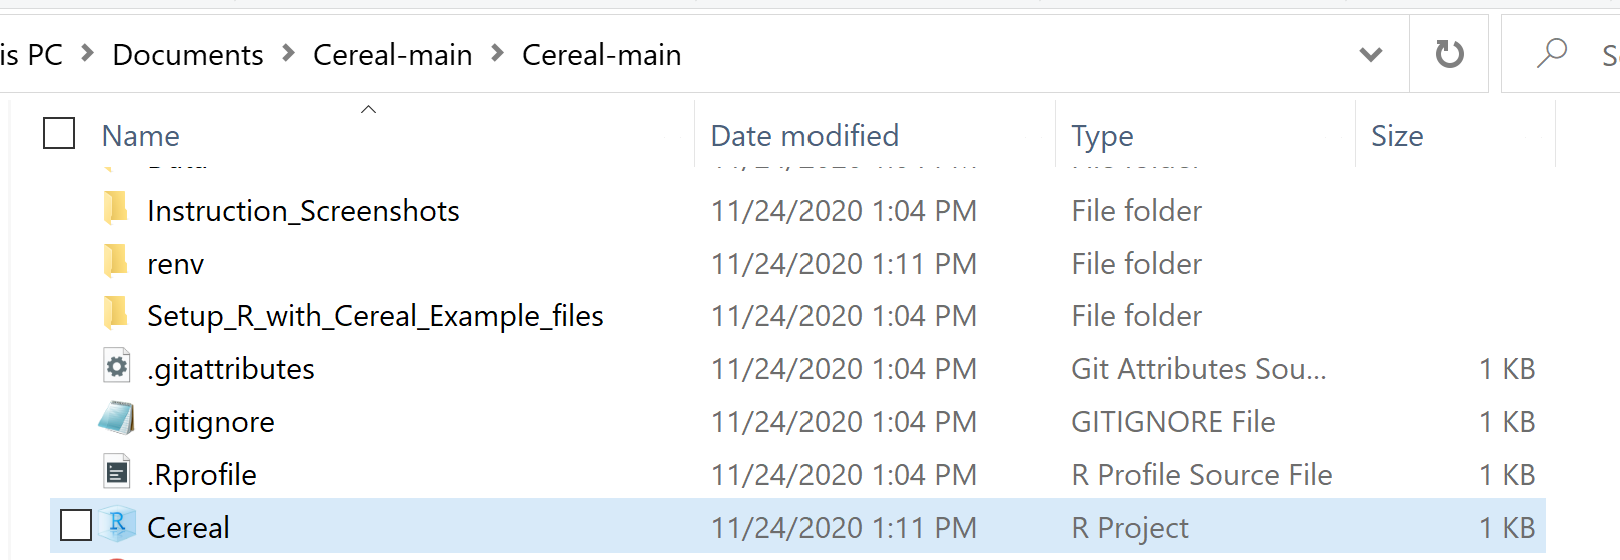 is PC > Documents > Cereal-main > Cereal-main
Name Date modified Type Size
Instruction_Screenshots 11/24/2020 1:04 PM File folder
renv 11/24/2020 1:11 PM File folder
Setup_R_with_Cereal_Example_files 11/24/2020 1:04 PM File folder
.gitattributes 11/24/2020 1:04 PM Git Attributes Sou... 1 KB
.gitignore 11/24/2020 1:04 PM GITIGNORE File 1 KB
.Rprofile 11/24/2020 1:04 PM R Profile Source File 1 KB
Cereal 11/24/2020 1:11 PM R Project 1 KB